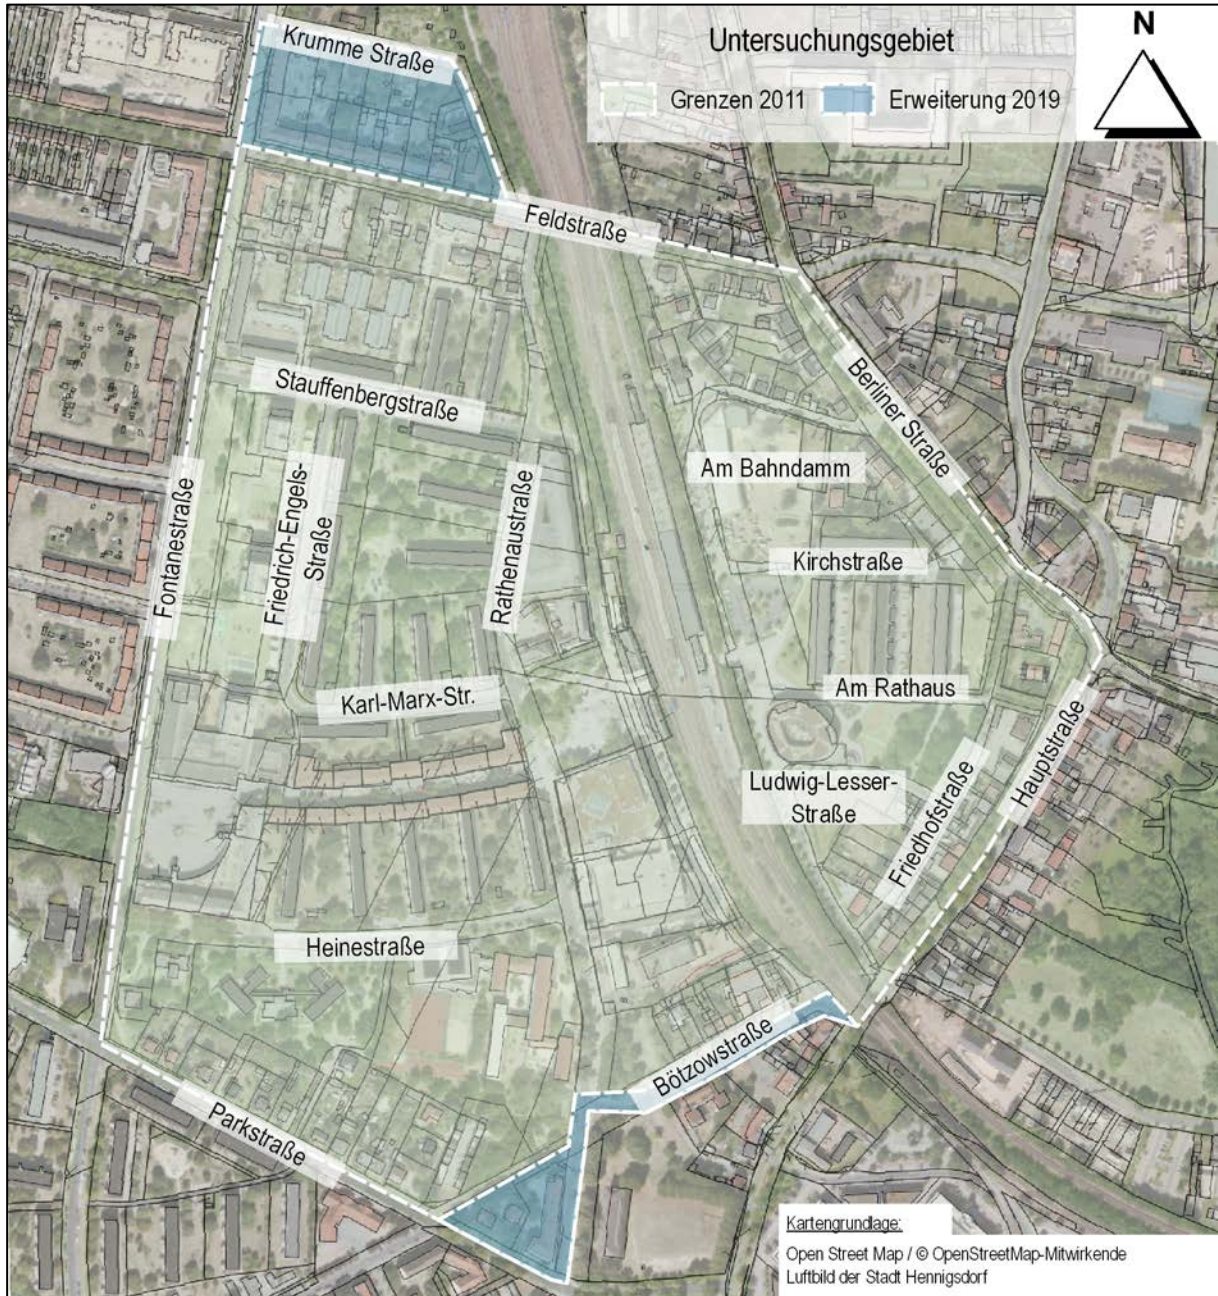 Untersuchungsgebiet
Grenzen 2011
Erweiterung 2019
N
Krumme Straße
Feldstraße
Stauffenbergstraße
Berliner Straße
Am Bahndamm
Fontanestraße
Friedrich-Engels-
Straße
Rathenaustraße
Kirchstraße
Karl-Marx-Str.
Am Rathaus
Hauptstraße
Ludwig-Lesser-
Straße
Friedhofstraße
Heinestraße
Bötzowstraße
Parkstraße
Kartengrundlage:
Open Street Map / © OpenStreetMap-Mitwirkende
Luftbild der Stadt Hennigsdorf